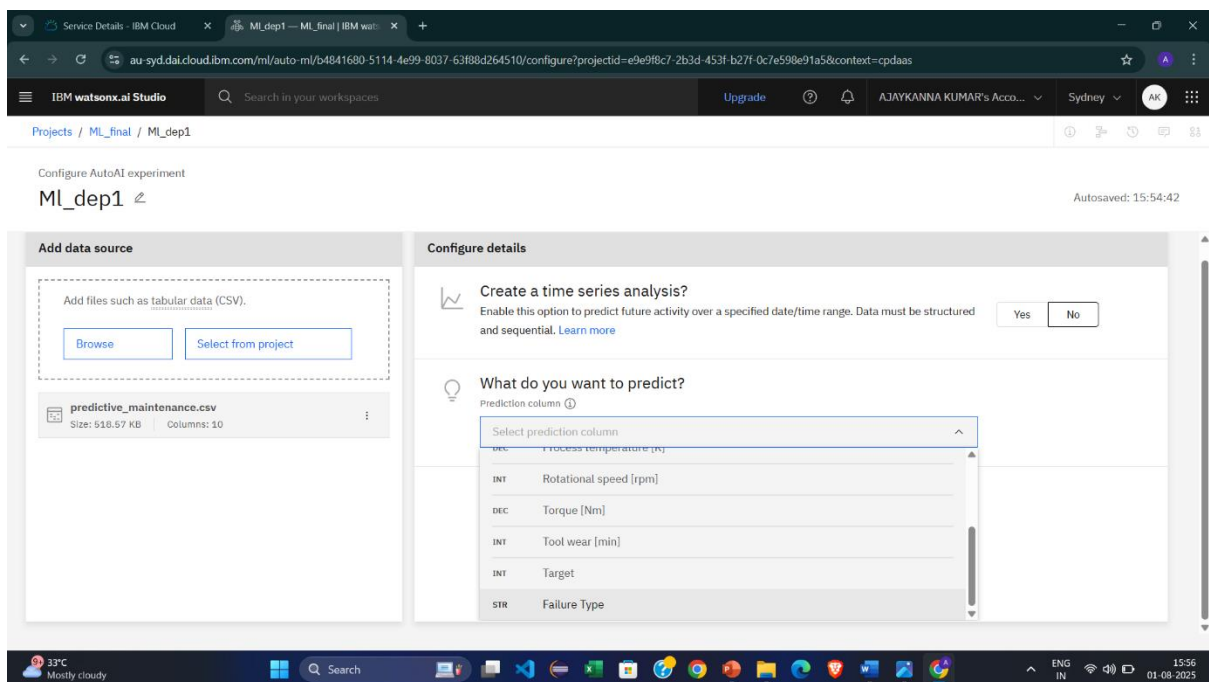 Service Details - IBM Cloud
Ml_dep1 — ML_final | IBM wats
au-syd.dai.cloud.ibm.com/ml/auto-ml/b4841680-5114-4e99-8037-63f88d264510/configure?projectid=e9e9f8c7-2b3d-453f-b27f-0c7e598e91a5&context=cpdaas
A
IBM watsonx.ai Studio
Search in your workspaces
Upgrade
AJAYKANNA KUMAR's Acco...
Sydney
AK
Projects / ML_final / Ml_dep1
Configure AutoAI experiment
Ml_dep1
Autosaved: 15:54:42
Add data source
Add files such as tabular data (CSV).
Browse
Select from project
predictive_maintenance.csv
Size: 518.57 KB
Columns: 10
Configure details
Create a time series analysis?
Enable this option to predict future activity over a specified date/time range. Data must be structured
and sequential. Learn more
Yes
No
What do you want to predict?
Prediction column
Select prediction column
DEC Process temperature [K]
INT Rotational speed [rpm]
DEC Torque [Nm]
INT Tool wear [min]
INT Target
STR Failure Type
33°C
Mostly cloudy
Search
ENG
IN
15:56
01-08-2025